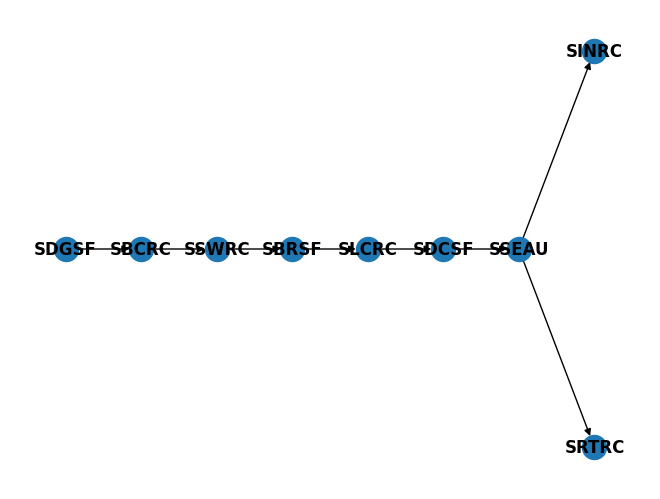 SINRC
SDGSF SBCRC SSWRC SBRSF SLCRC SDCSF SSEAU
SRTRC